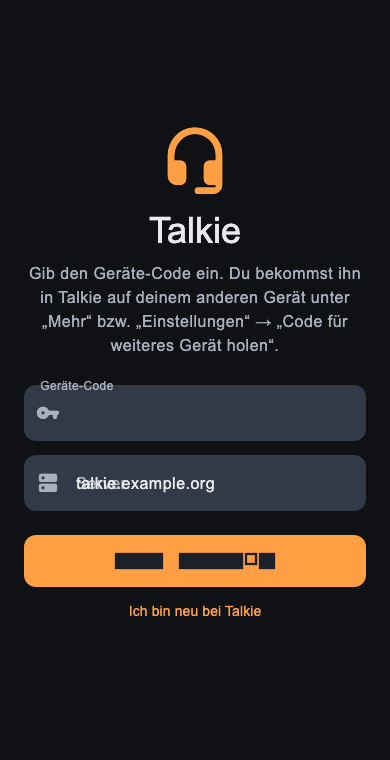 Talkie
Gib den Geräte-Code ein. Du bekommst ihn
in Talkie auf deinem anderen Gerät unter
„Mehr“ bzw. „Einstellungen“ → „Code für
weiteres Gerät holen“.
Geräte-Code
talkie.example.org
Ich bin neu bei Talkie